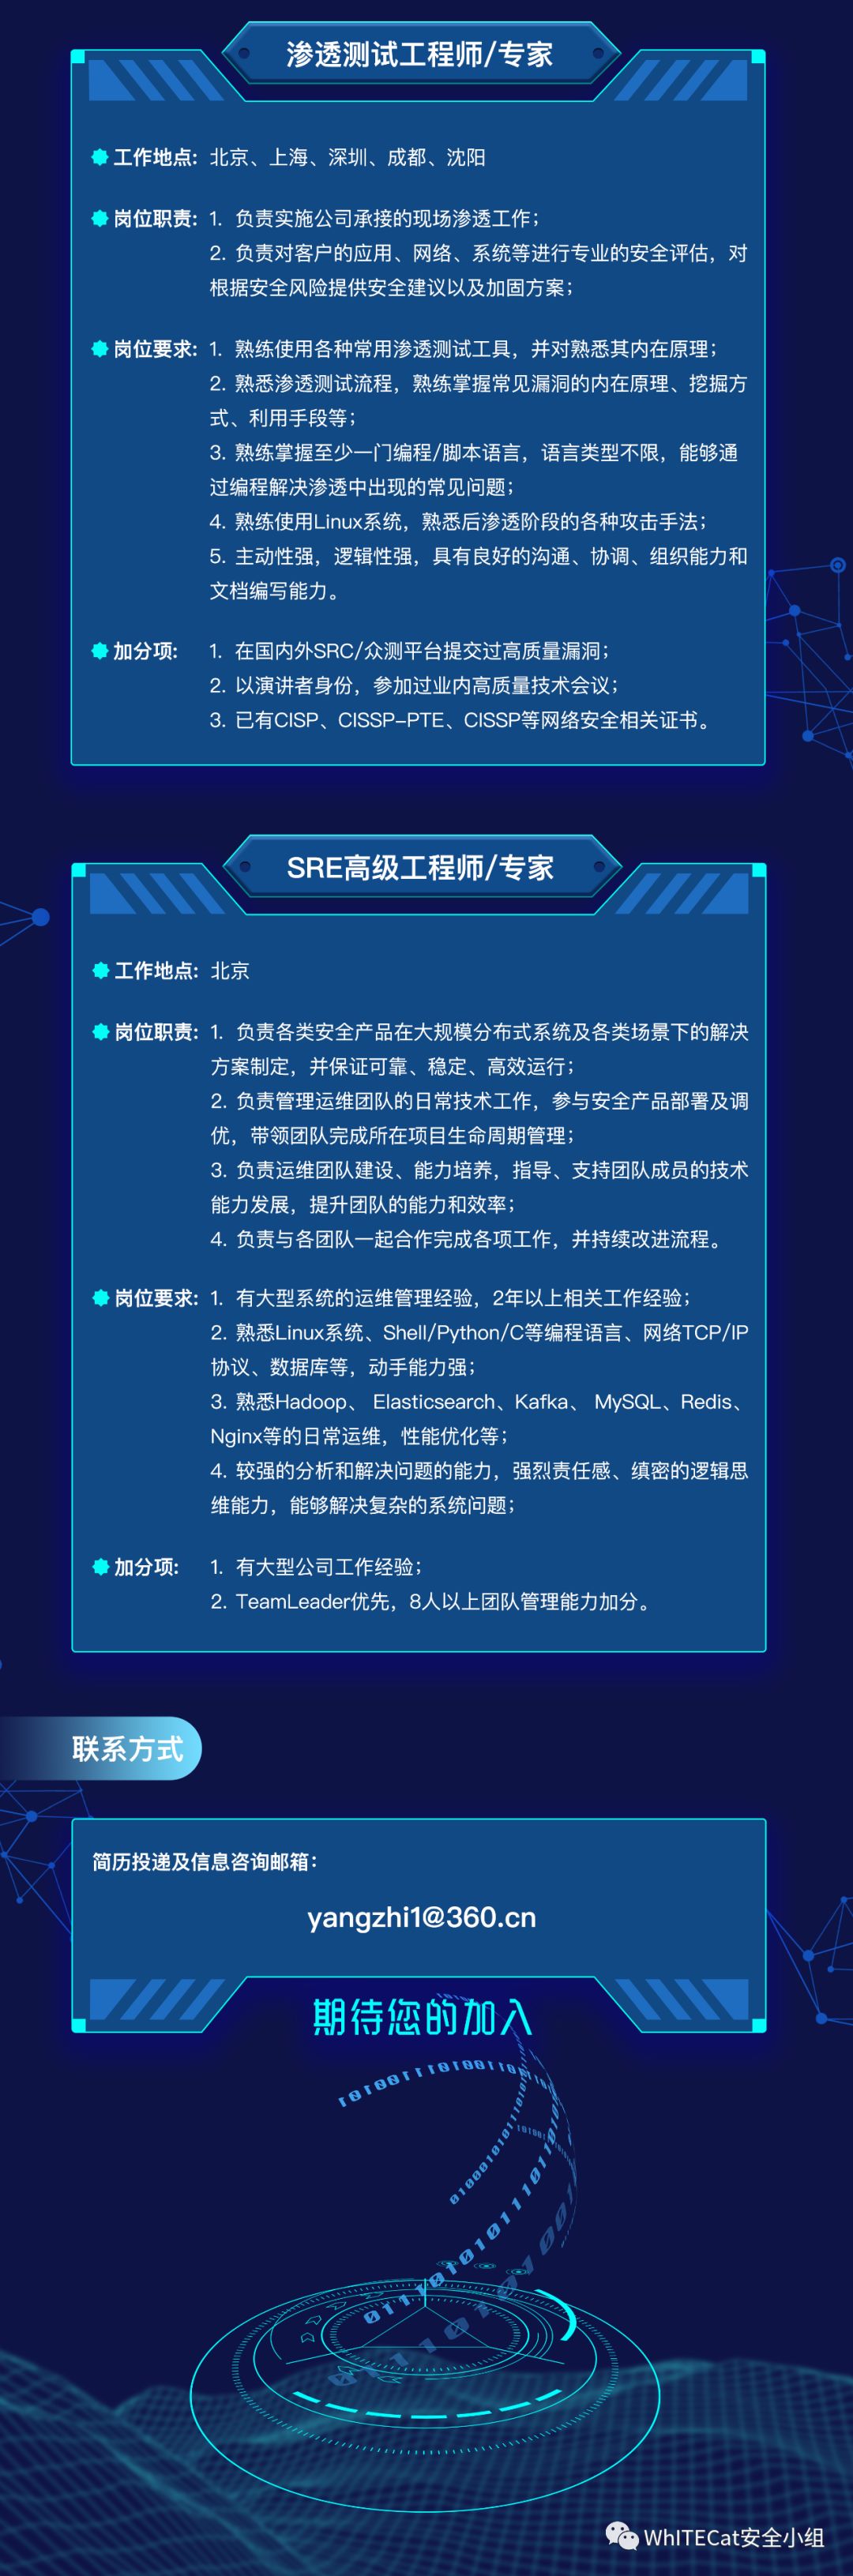 渗透测试工程师/专家
工作地点: 北京、上海、深圳、成都、沈阳
岗位职责: 1. 负责实施公司承接的现场渗透工作；
2. 负责对客户的应用、网络、系统等进行专业的安全评估，对
根据安全风险提供安全建议以及加固方案；
岗位要求: 1. 熟练使用各种常用渗透测试工具，并对熟悉其内在原理；
2. 熟悉渗透测试流程，熟练掌握常见漏洞的内在原理、挖掘方
式、利用手段等；
3. 熟练掌握至少一门编程/脚本语言，语言类型不限，能够通
过编程解决渗透中出现的常见问题；
4. 熟练使用Linux系统，熟悉后渗透阶段的各种攻击手法；
5. 主动性强，逻辑性强，具有良好的沟通、协调、组织能力和
文档编写能力。
加分项: 1. 在国内外SRC/众测平台提交过高质量漏洞；
2. 以演讲者身份，参加过业内高质量技术会议；
3. 已有CISP、CISSP-PTE、CISSP等网络安全相关证书。
SRE高级工程师/专家
工作地点: 北京
岗位职责: 1. 负责各类安全产品在大规模分布式系统及各类场景下的解决
方案制定，并保证可靠、稳定、高效运行；
2. 负责管理运维团队的日常技术工作，参与安全产品部署及调
优，带领团队完成所在项目生命周期管理；
3. 负责运维团队建设、能力培养，指导、支持团队成员的技术
能力发展，提升团队的能力和效率；
4. 负责与各团队一起合作完成各项工作，并持续改进流程。
岗位要求: 1. 有大型系统的运维管理经验，2年以上相关工作经验；
2. 熟悉Linux系统、Shell/Python/C等编程语言、网络TCP/IP
协议、数据库等，动手能力强；
3. 熟悉Hadoop、 Elasticsearch、Kafka、 MySQL、Redis、
Nginx等的日常运维，性能优化等；
4. 较强的分析和解决问题的能力，强烈责任感、缜密的逻辑思
维能力，能够解决复杂的系统问题；
加分项: 1. 有大型公司工作经验；
2. TeamLeader优先，8人以上团队管理能力加分。
联系方式
简历投递及信息咨询邮箱：
yangzhi1@360.cn
期待您的加入
WhITECat安全小组